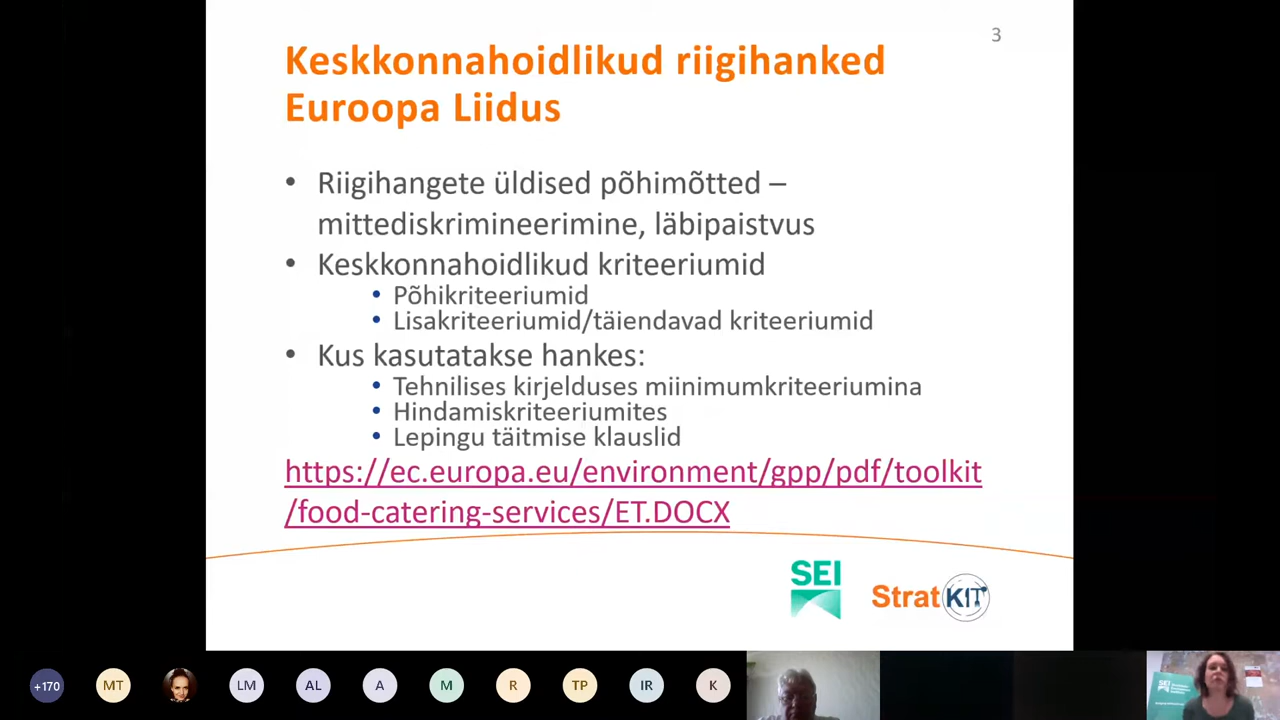 3
Keskkonnahoidlikud riigihanked
Euroopa Liidus
• Riigihangete üldised põhimõtted –
mittediskrimineerimine, läbipaistvus
• Keskkonnahoidlikud kriteeriumid
• Põhikriteeriumid
• Lisakriteeriumid/täiendavad kriteeriumid
• Kus kasutatakse hankes:
• Tehnilises kirjelduses miinimumkriteeriumina
• Hindamiskriteeriumites
• Lepingu täitmise klauslid
https://ec.europa.eu/environment/gpp/pdf/toolkit
/food-catering-services/ET.DOCX
SEI
StratKIT
+170
MT
LM
AL
A
M
R
TP
IR
K
SEI